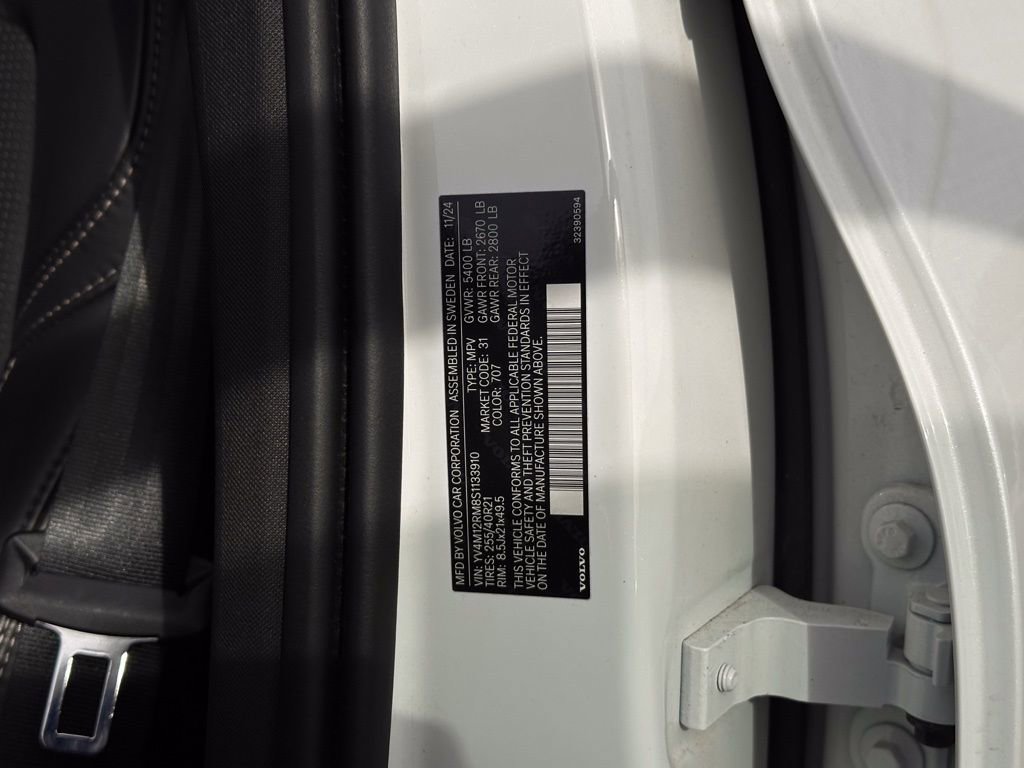 MFD BY VOLVO CAR CORPORATION ASSEMBLED IN SWEDEN DATE: 11/24
VIN: YV4M12RM8S1133910 TYPE: MPV GVWR: 5400 LB
TIRES: 255/40R21 MARKET CODE: 31 GAWR FRONT: 2670 LB
RIM: 8.5Jx21x49.5 COLOR: 707 GAWR REAR: 2800 LB
THIS VEHICLE CONFORMS TO ALL APPLICABLE FEDERAL MOTOR
VEHICLE SAFETY AND THEFT PREVENTION STANDARDS IN EFFECT
ON THE DATE OF MANUFACTURE SHOWN ABOVE.
VOLVO 32390594